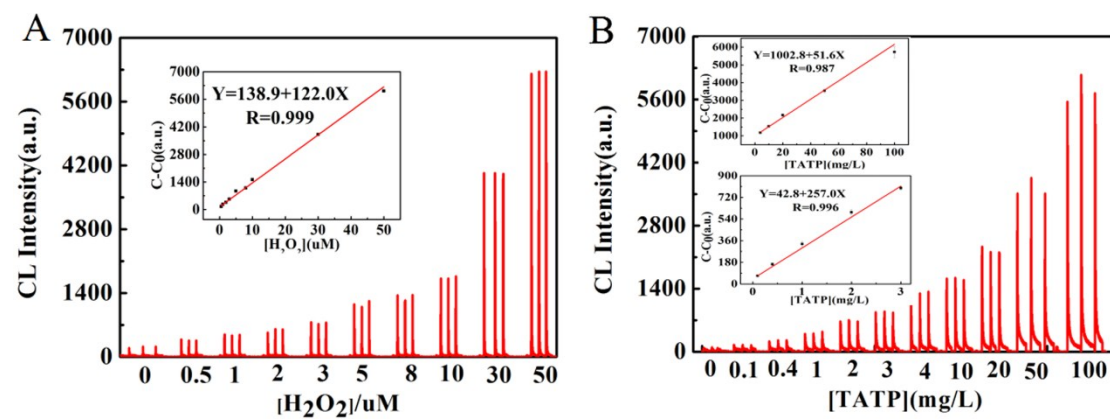 A
CL Intensity(a.u.)
7000
5600
4200
2800
1400
0
0 0.5 1 2 3 5 8 10 30 50
[H2O2]/uM
C-C0(a.u.)
7000
5600
4200
2800
1400
0
Y=138.9+122.0X
R=0.999
0 10 20 30 40 50
[H2O2](uM)
B
CL Intensity(a.u.)
7000
5600
4200
2800
1400
0
0 0.1 0.4 1 2 3 4 10 20 50 100
[TATP](mg/L)
C-C0(a.u.)
6000
5000
4000
3000
2000
1000
Y=1002.8+51.6X
R=0.987
0 20 40 60 80 100
[TATP](mg/L)
C-C0(a.u.)
900
720
540
360
180
0
Y=42.8+257.0X
R=0.996
0 1 2 3
[TATP](mg/L)